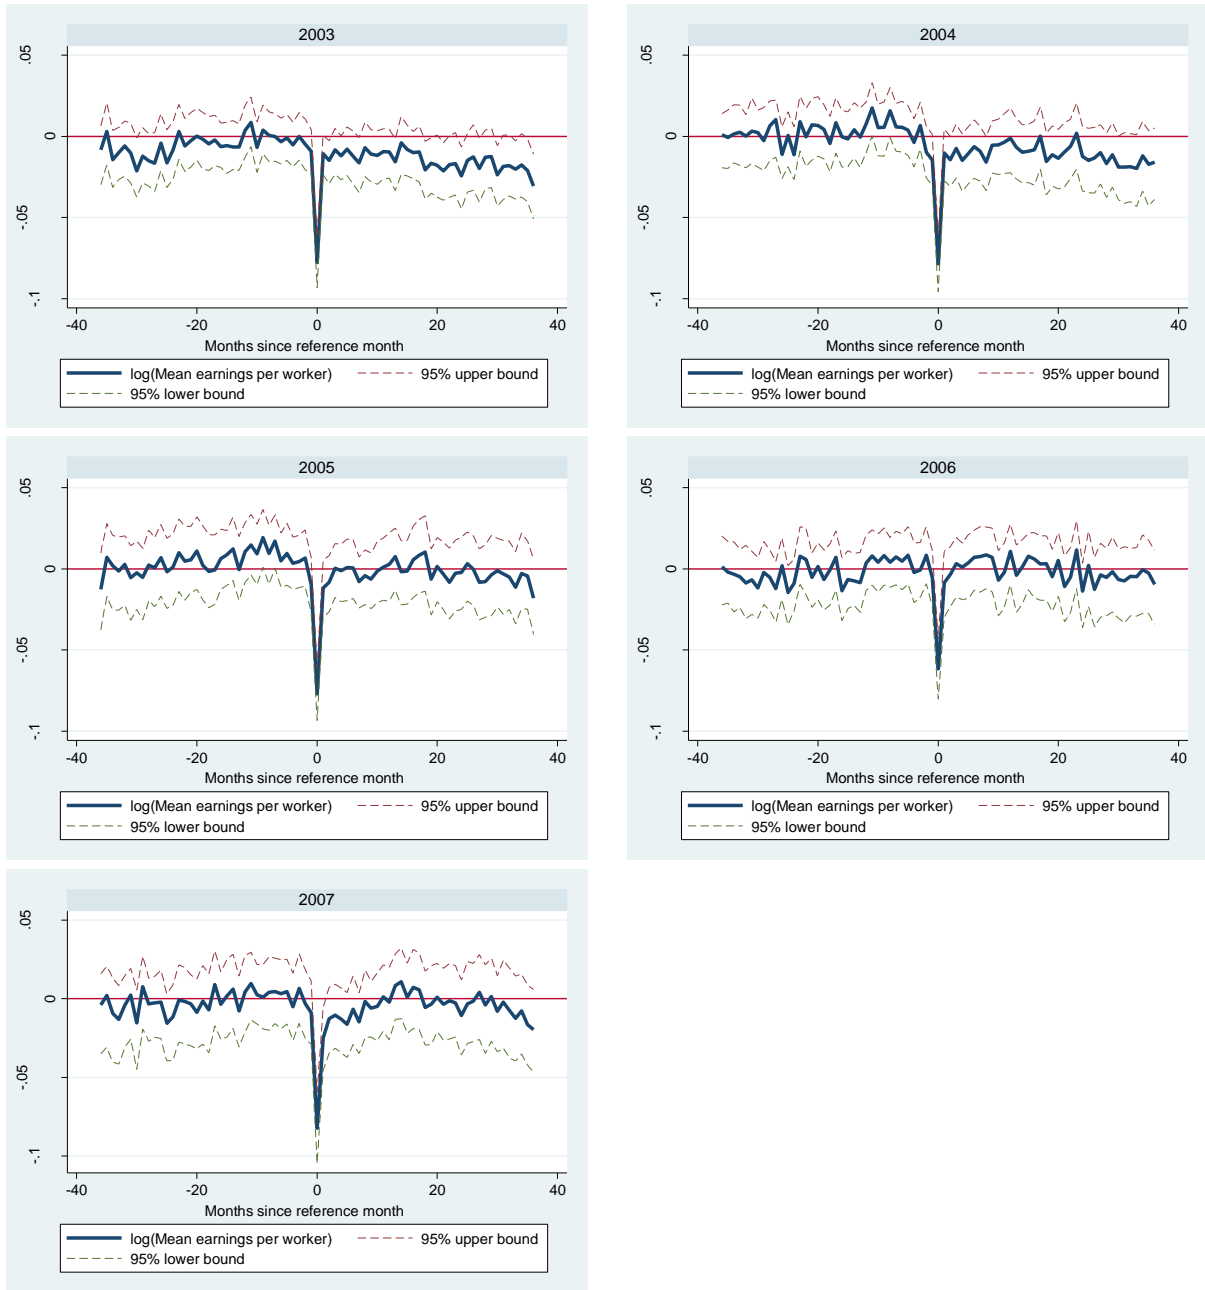 2003
.05
0
-.05
-.1
-40 -20 0 20 40
Months since reference month
log(Mean earnings per worker) 95% upper bound
95% lower bound
2004
.05
0
-.05
-.1
-40 -20 0 20 40
Months since reference month
log(Mean earnings per worker) 95% upper bound
95% lower bound
2005
.05
0
-.05
-.1
-40 -20 0 20 40
Months since reference month
log(Mean earnings per worker) 95% upper bound
95% lower bound
2006
.05
0
-.05
-.1
-40 -20 0 20 40
Months since reference month
log(Mean earnings per worker) 95% upper bound
95% lower bound
2007
.05
0
-.05
-.1
-40 -20 0 20 40
Months since reference month
log(Mean earnings per worker) 95% upper bound
95% lower bound